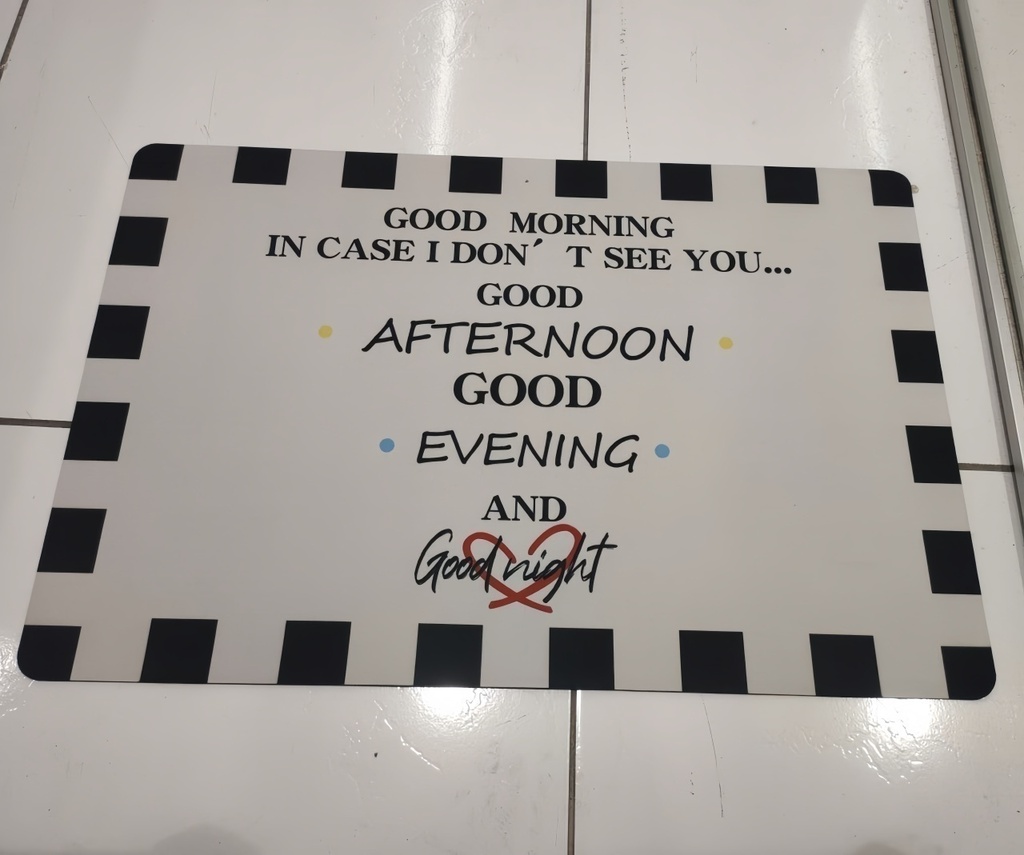 GOOD MORNING
IN CASE I DON´ T SEE YOU...
GOOD
AFTERNOON
GOOD
EVENING
AND
Good night